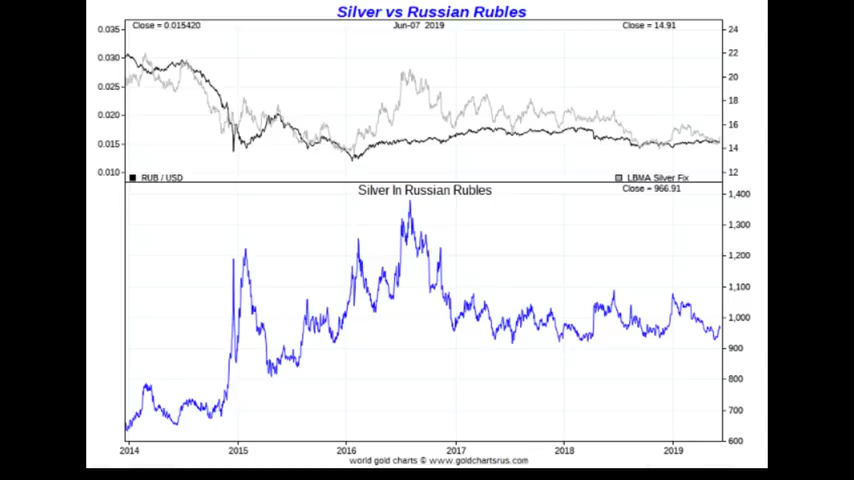 Silver vs Russian Rubles
Close = 0.015420 Jun-07 2019 Close = 14.91
0.035 24
0.030 22
0.025 20
0.020 18
0.015 16
0.010 14
12
RUB / USD LBMA Silver Fix
Silver In Russian Rubles Close = 966.91
1,400
1,300
1,200
1,100
1,000
900
800
700
600
2014 2015 2016 2017 2018 2019
world gold charts © www.goldchartsrus.com